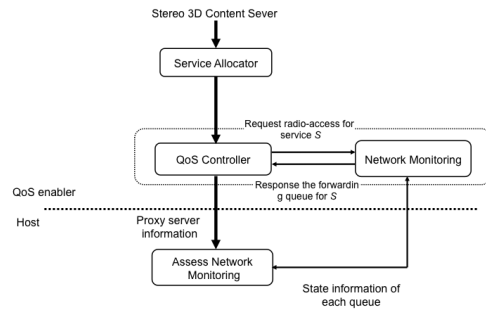 Stereo 3D Content Sever
Service Allocator
Request radio-access for
service S
QoS Controller
Network Monitoring
Response the forwardin
g queue for S
QoS enabler
Host
Proxy server
information
Assess Network
Monitoring
State information of
each queue